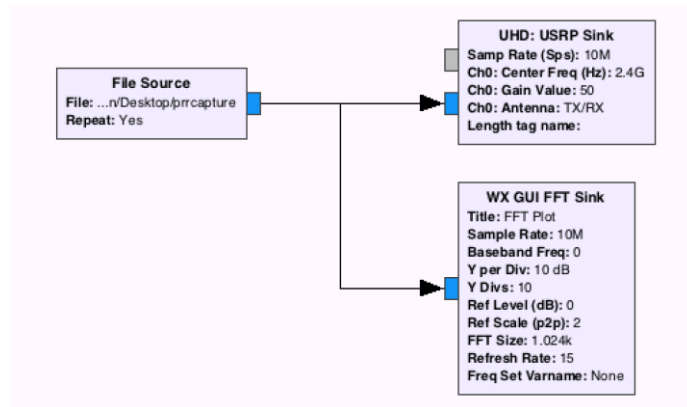 File Source
File: ...n/Desktop/prrcapture
Repeat: Yes
UHD: USRP Sink
Samp Rate (Sps): 10M
Ch0: Center Freq (Hz): 2.4G
Ch0: Gain Value: 50
Ch0: Antenna: TX/RX
Length tag name:
WX GUI FFT Sink
Title: FFT Plot
Sample Rate: 10M
Baseband Freq: 0
Y per Div: 10 dB
Y Divs: 10
Ref Level (dB): 0
Ref Scale (p2p): 2
FFT Size: 1.024k
Refresh Rate: 15
Freq Set Varname: None